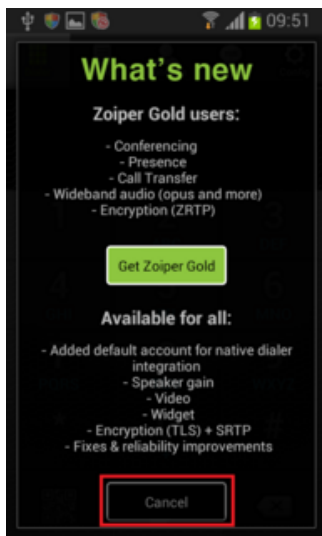 09:51
What's new
Zoiper Gold users:
- Conferencing
- Presence
- Call Transfer
- Wideband audio (opus and more)
- Encryption (ZRTP)
Get Zoiper Gold
Available for all:
- Added default account for native dialer
integration
- Speaker gain
- Video
- Widget
- Encryption (TLS) + SRTP
- Fixes & reliability improvements
Cancel